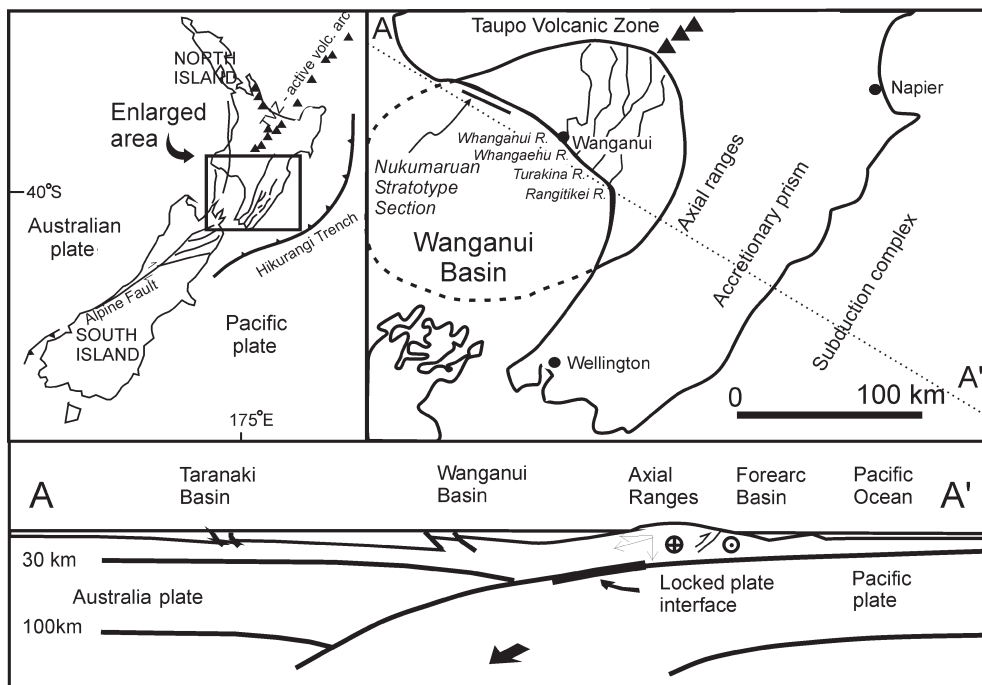 NORTH
ISLAND
TVZ - active volc. arc
Enlarged
area
40°S
Australian
plate
Hikurangi Trench
Alpine Fault
SOUTH
ISLAND
Pacific
plate
175°E
A
Taupo Volcanic Zone
Napier
Whanganui R.
Wanganui
Whangaehu R.
Turakina R.
Rangitikei R.
Nukumaruan
Stratotype
Section
Wanganui
Basin
Axial ranges
Accretionary prism
Subduction complex
Wellington
A'
0 100 km
A
Taranaki
Basin
Wanganui
Basin
Axial
Ranges
Forearc
Basin
Pacific
Ocean
A'
30 km
Australia plate
100km
Locked plate
interface
Pacific
plate